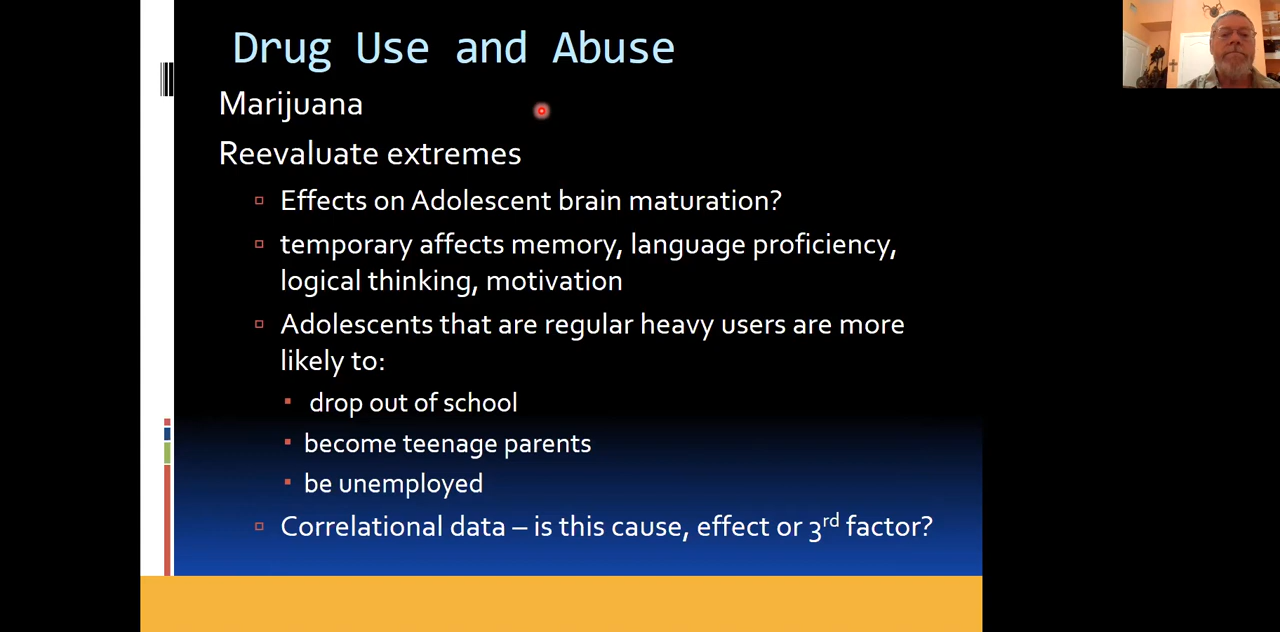 Drug Use and Abuse
Marijuana
Reevaluate extremes
Effects on Adolescent brain maturation?
temporary affects memory, language proficiency,
logical thinking, motivation
Adolescents that are regular heavy users are more
likely to:
drop out of school
become teenage parents
be unemployed
Correlational data – is this cause, effect or 3rd factor?